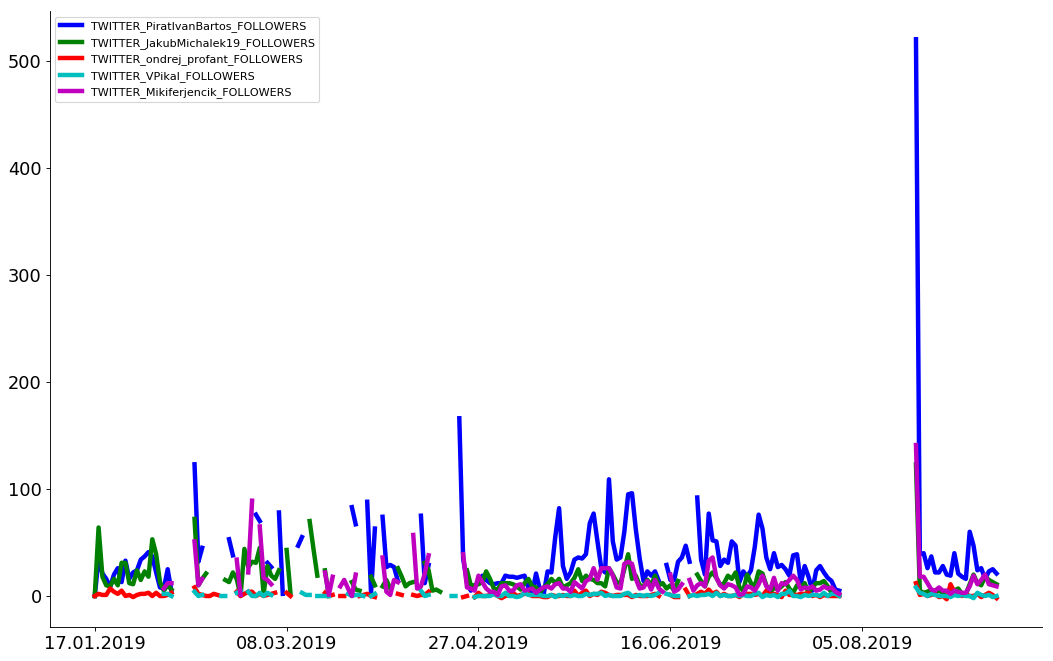 TWITTER_PiratIvanBartos_FOLLOWERS
TWITTER_JakubMichalek19_FOLLOWERS
TWITTER_ondrej_profant_FOLLOWERS
TWITTER_VPikal_FOLLOWERS
TWITTER_Mikiferjencik_FOLLOWERS
500
400
300
200
100
0
17.01.2019 08.03.2019 27.04.2019 16.06.2019 05.08.2019